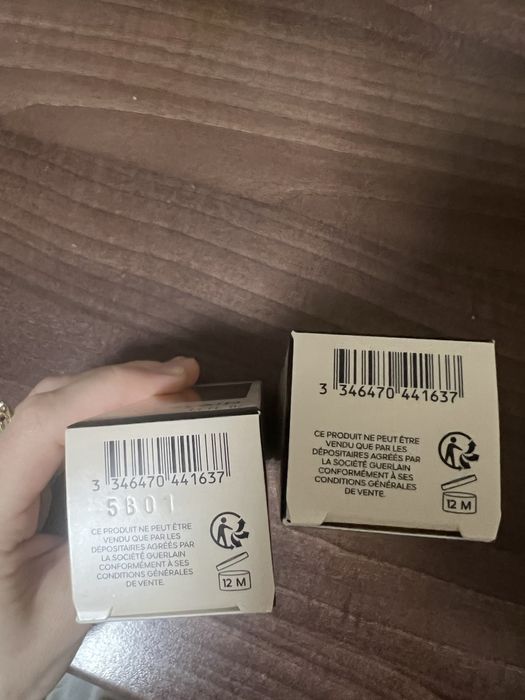 3 346470 441637
5B01
CE PRODUIT NE PEUT ÊTRE
VENDU QUE PAR LES
DÉPOSITAIRES AGRÉÉS PAR
LA SOCIÉTÉ GUERLAIN
CONFORMÉMENT À SES
CONDITIONS GÉNÉRALES
DE VENTE.
12 M
3 346470 441637
CE PRODUIT NE PEUT ÊTRE
VENDU QUE PAR LES
DÉPOSITAIRES AGRÉÉS PAR
LA SOCIÉTÉ GUERLAIN
CONFORMÉMENT À SES
CONDITIONS GÉNÉRALES
DE VENTE.
12 M